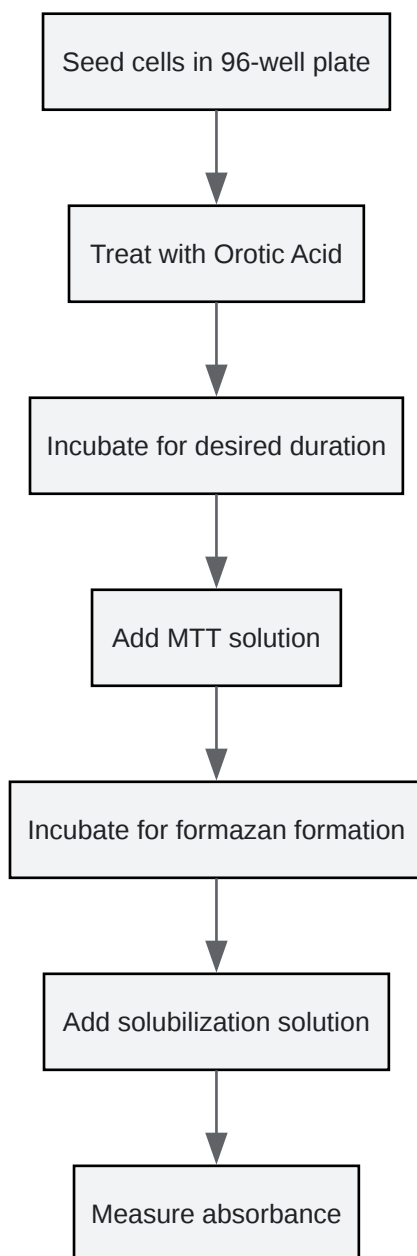 Seed cells in 96-well plate
Treat with Orotic Acid
Incubate for desired duration
Add MTT solution
Incubate for formazan formation
Add solubilization solution
Measure absorbance